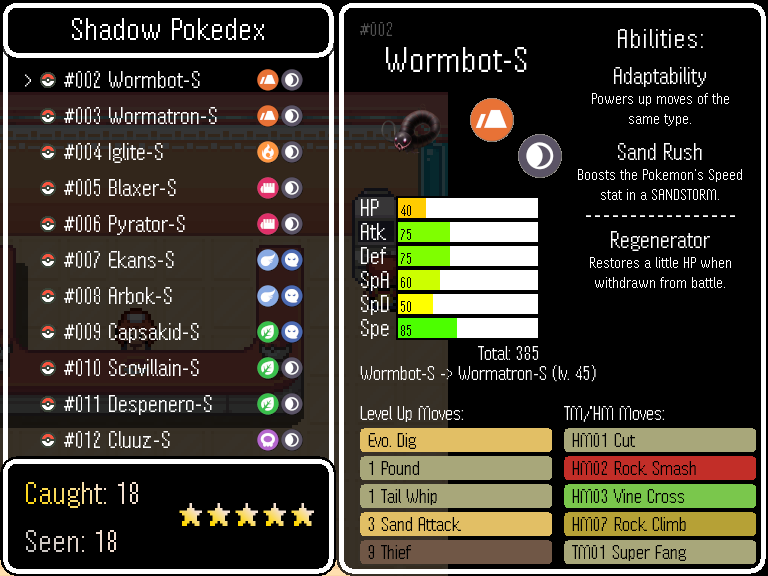 Shadow Pokedex
> #002 Wormbot-S
#003 Wormatron-S
#004 Iglite-S
#005 Blaxer-S
#006 Pyrator-S
#007 Ekans-S
#008 Arbok-S
#009 Capsakid-S
#010 Scovillain-S
#011 Despenero-S
#012 Cluuz-S
Caught: 18
Seen: 18
#002
Wormbot-S
HP 40
Atk 75
Def 75
SpA 60
SpD 50
Spe 85
Total: 385
Abilities:
Adaptability
Powers up moves of the
same type.
Sand Rush
Boosts the Pokemon's Speed
stat in a SANDSTORM.
Regenerator
Restores a little HP when
withdrawn from battle.
Wormbot-S -> Wormatron-S (lv. 45)
Level Up Moves:
Evo. Dig
1 Pound
1 Tail Whip
3 Sand Attack
9 Thief
TM/HM Moves:
HM01 Cut
HM02 Rock Smash
HM03 Vine Cross
HM07 Rock Climb
TM01 Super Fang